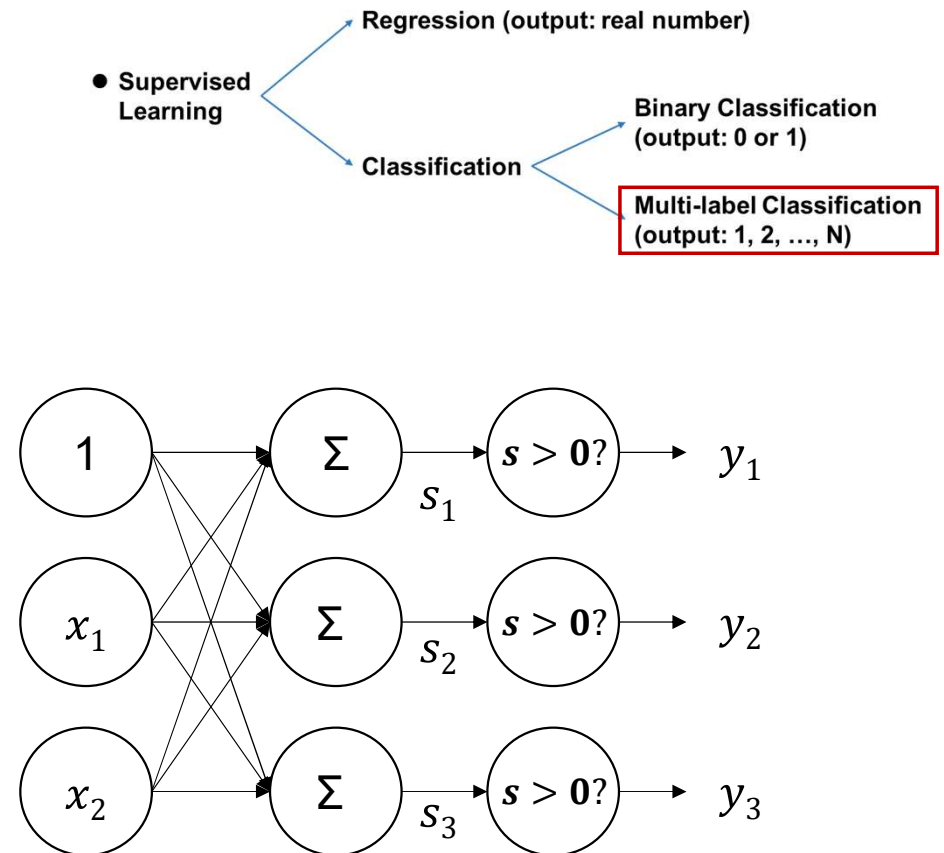 Regression (output: real number)
● Supervised
Learning
Binary Classification
(output: 0 or 1)
Classification
Multi-label Classification
(output: 1, 2, ..., N)
1
Σ
s > 0?
y₁
s₁
x₁
Σ
s > 0?
y₂
s₂
x₂
Σ
s > 0?
y₃
s₃